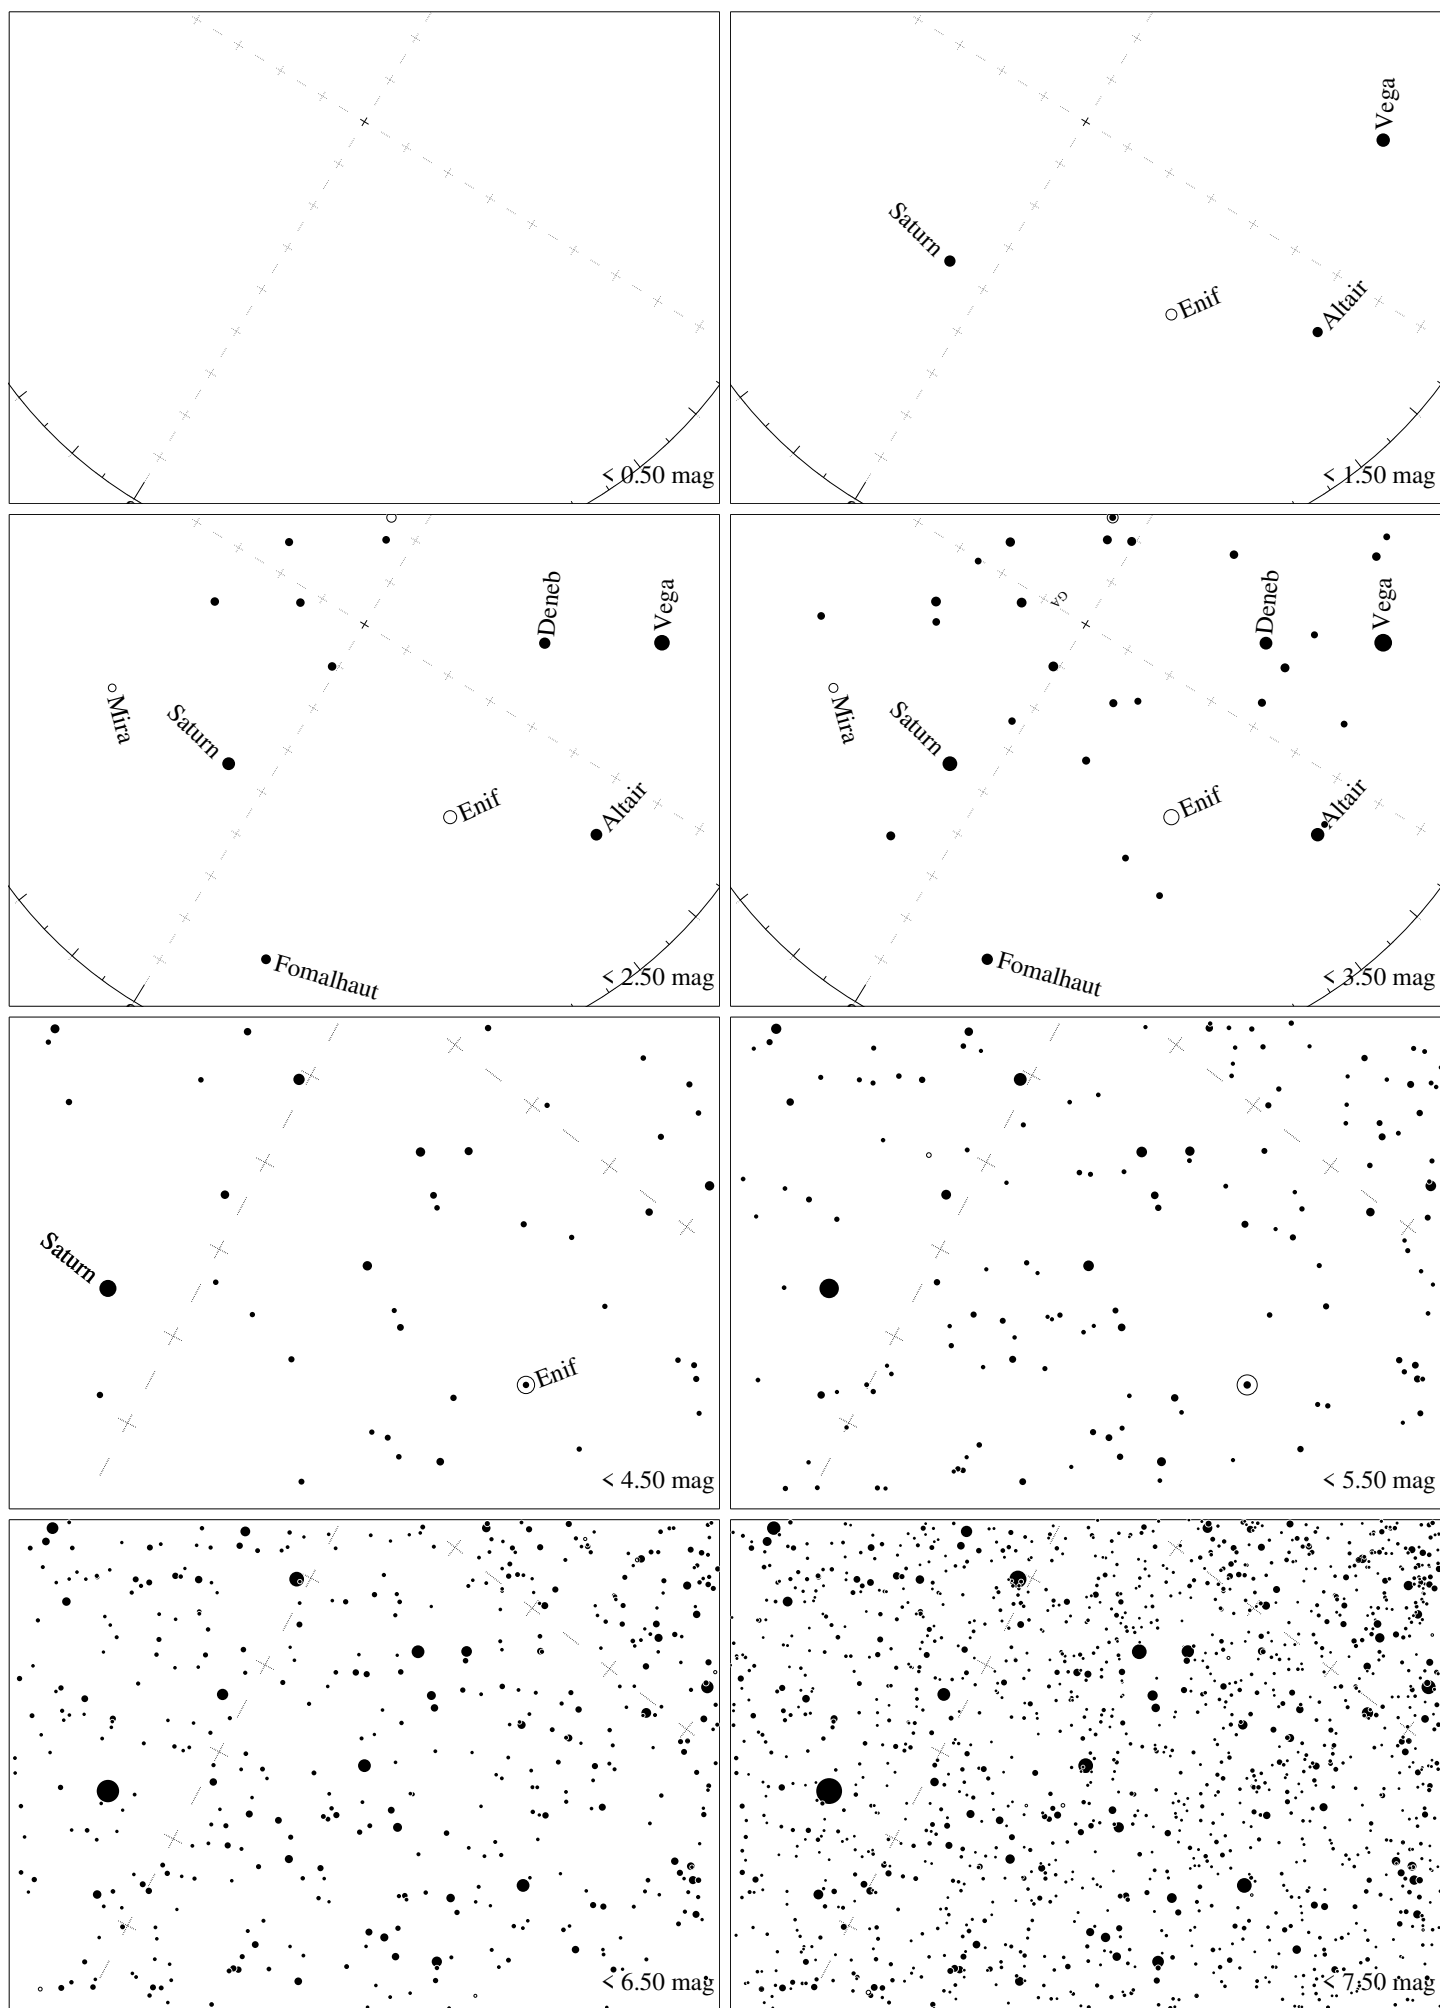 < 0.50 mag
Vega
Saturn
Enif
Altair
< 1.50 mag
Deneb
Vega
Mira
Saturn
Enif
Altair
Fomalhaut
< 2.50 mag
GA
Deneb
Vega
Mira
Saturn
Enif
Altair
Fomalhaut
< 3.50 mag
Saturn
Enif
< 4.50 mag
< 5.50 mag
< 6.50 mag
< 7.50 mag